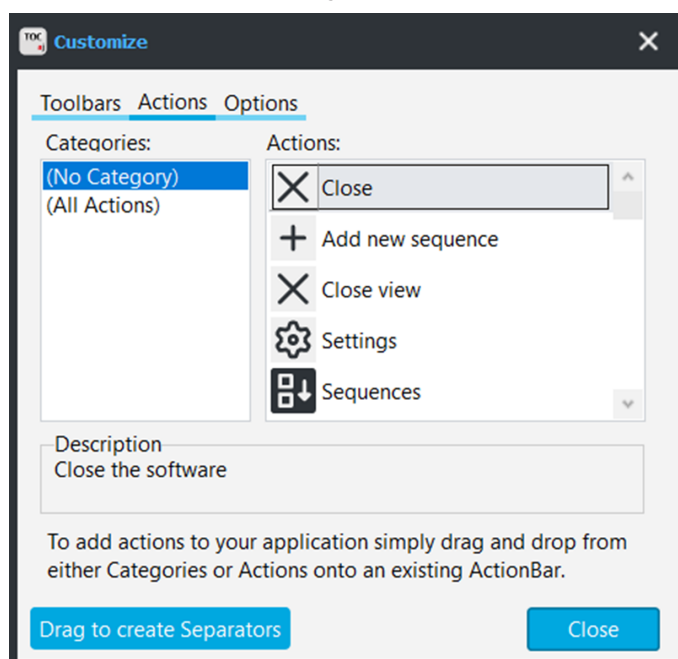 TOC
Customize
Toolbars Actions Options
Categories:
Actions:
(No Category)
(All Actions)
Close
Add new sequence
Close view
Settings
Sequences
Description
Close the software
To add actions to your application simply drag and drop from
either Categories or Actions onto an existing ActionBar.
Drag to create Separators
Close